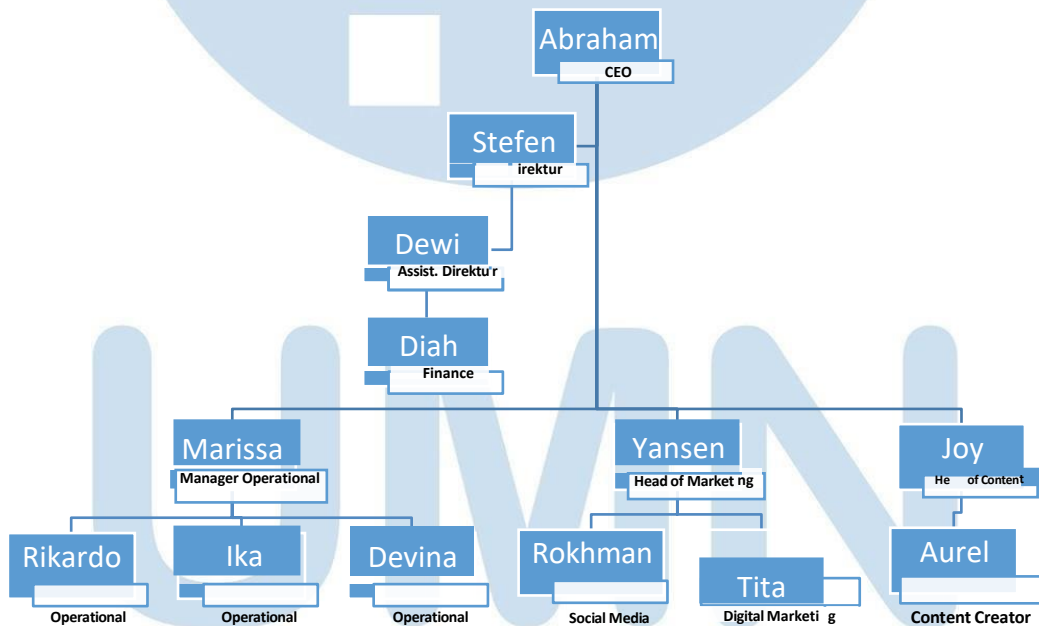 Abraham
CEO
Stefen
irektur
Dewi
Assist. Direktur
Diah
Finance
Marissa
Manager Operational
Yansen
Head of Market ng
Joy
He of Content
Rikardo
Operational
Ika
Operational
Devina
Operational
Rokhman
Social Media
Tita
Digital Marketi g
Aurel
Content Creator
UMN